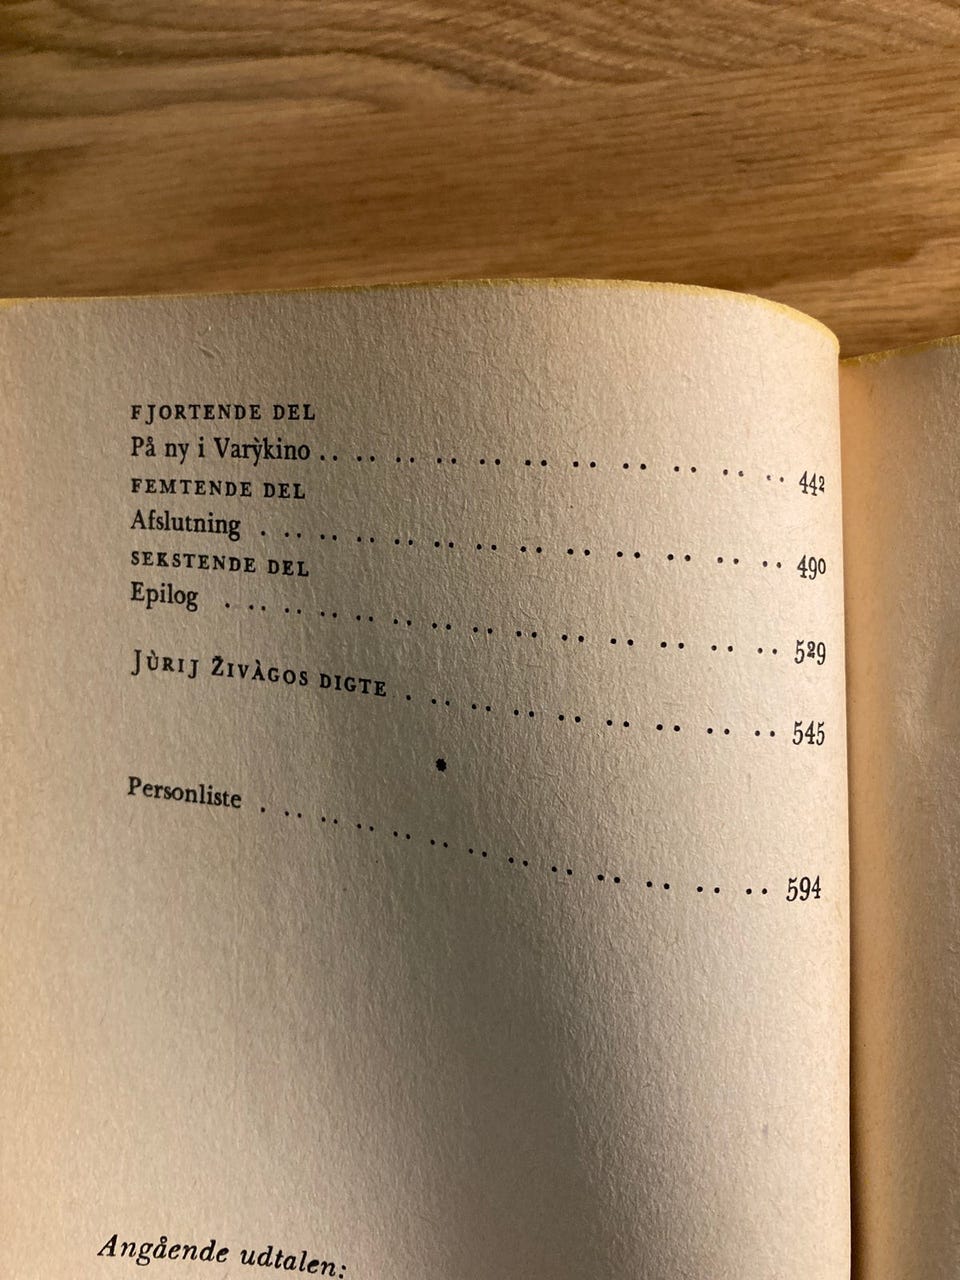 FJORTENDE DEL
På ny i Varỳkino .. .. .. .. .. .. .. .. .. .. .. 442
FEMTENDE DEL
Afslutning . .. .. .. .. .. .. .. .. .. .. .. .. 490
SEKSTENDE DEL
Epilog . .. .. .. .. .. .. .. .. .. .. .. .. .. 529
JÙRIJ ŽIVÀGOS DIGTE . .. .. .. .. .. .. .. .. 545
*
Personliste . .. .. .. .. .. .. .. .. .. .. .. .. 594
Angående udtalen: